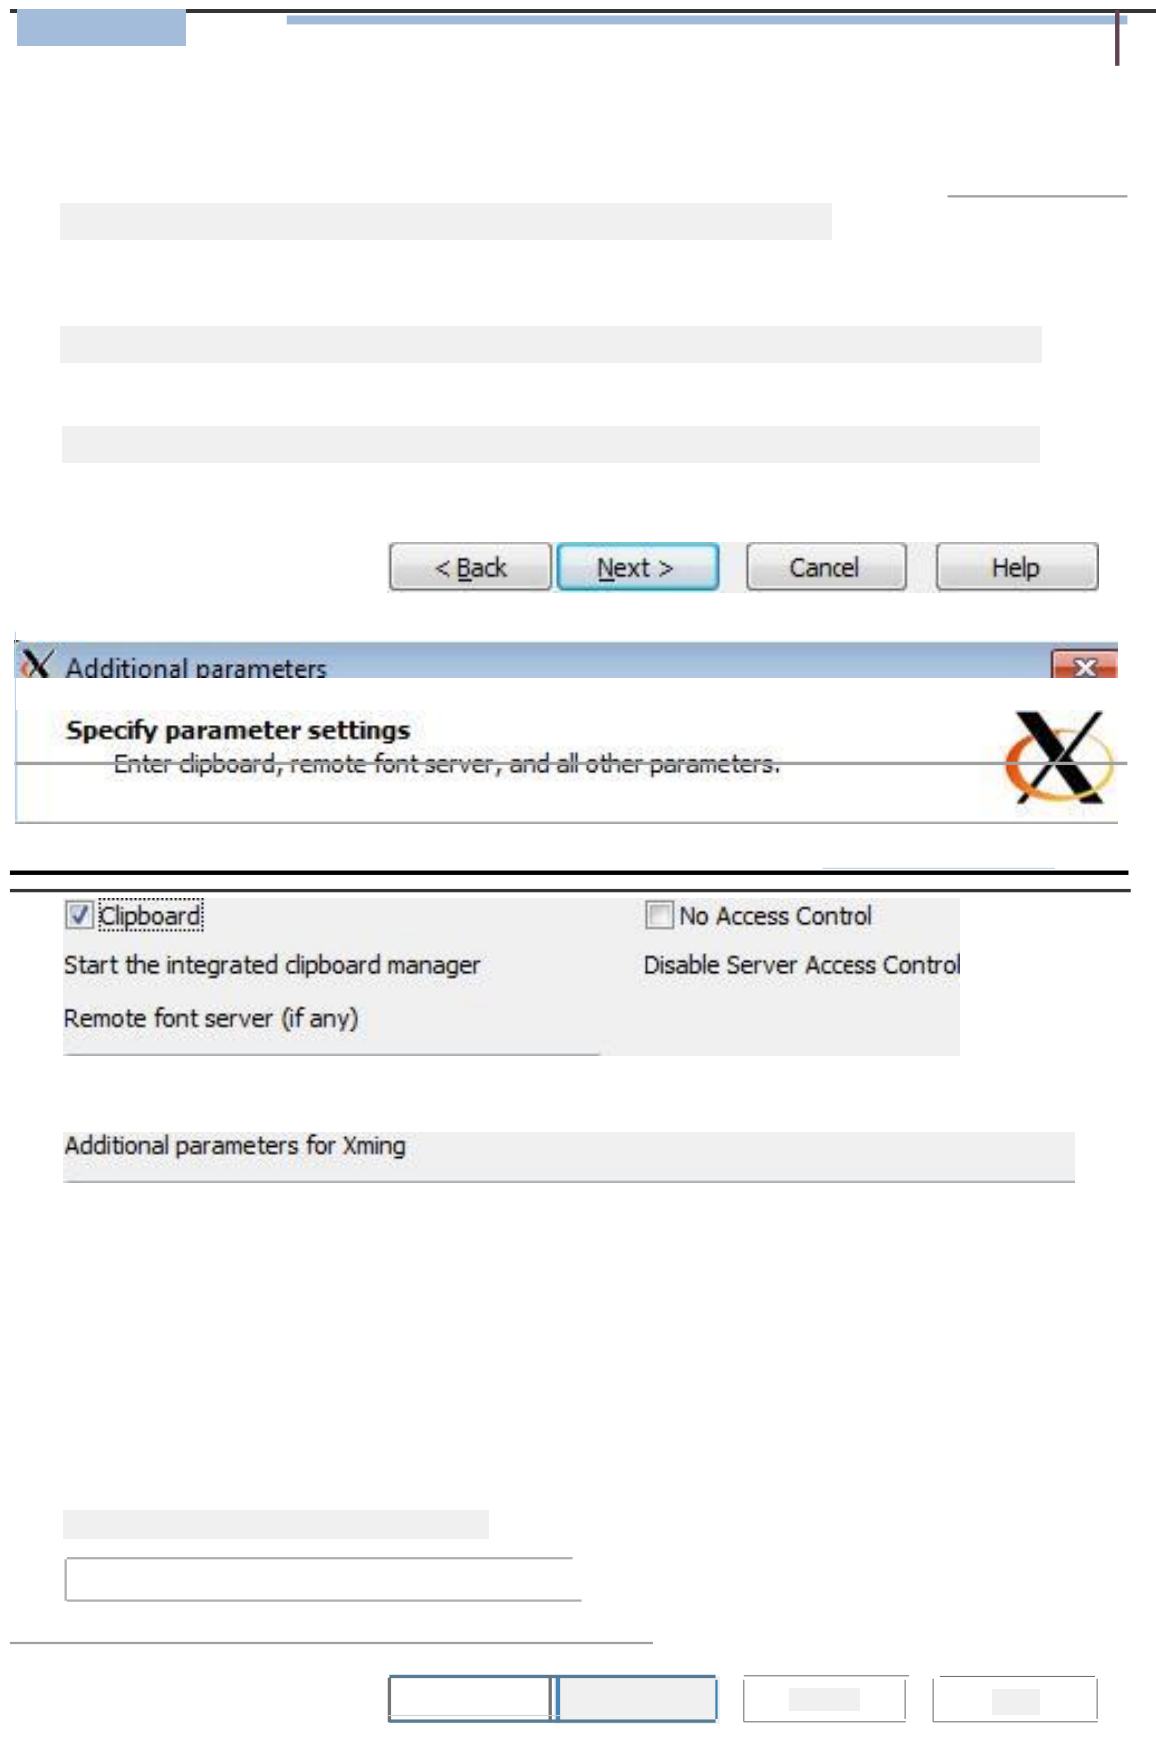 < Back Next > Cancel Help
Additional parameters
Specify parameter settings
Enter clipboard, remote font server, and all other parameters.
Clipboard No Access Control
Start the integrated clipboard manager Disable Server Access Control
Remote font server (if any)
Additional parameters for Xming